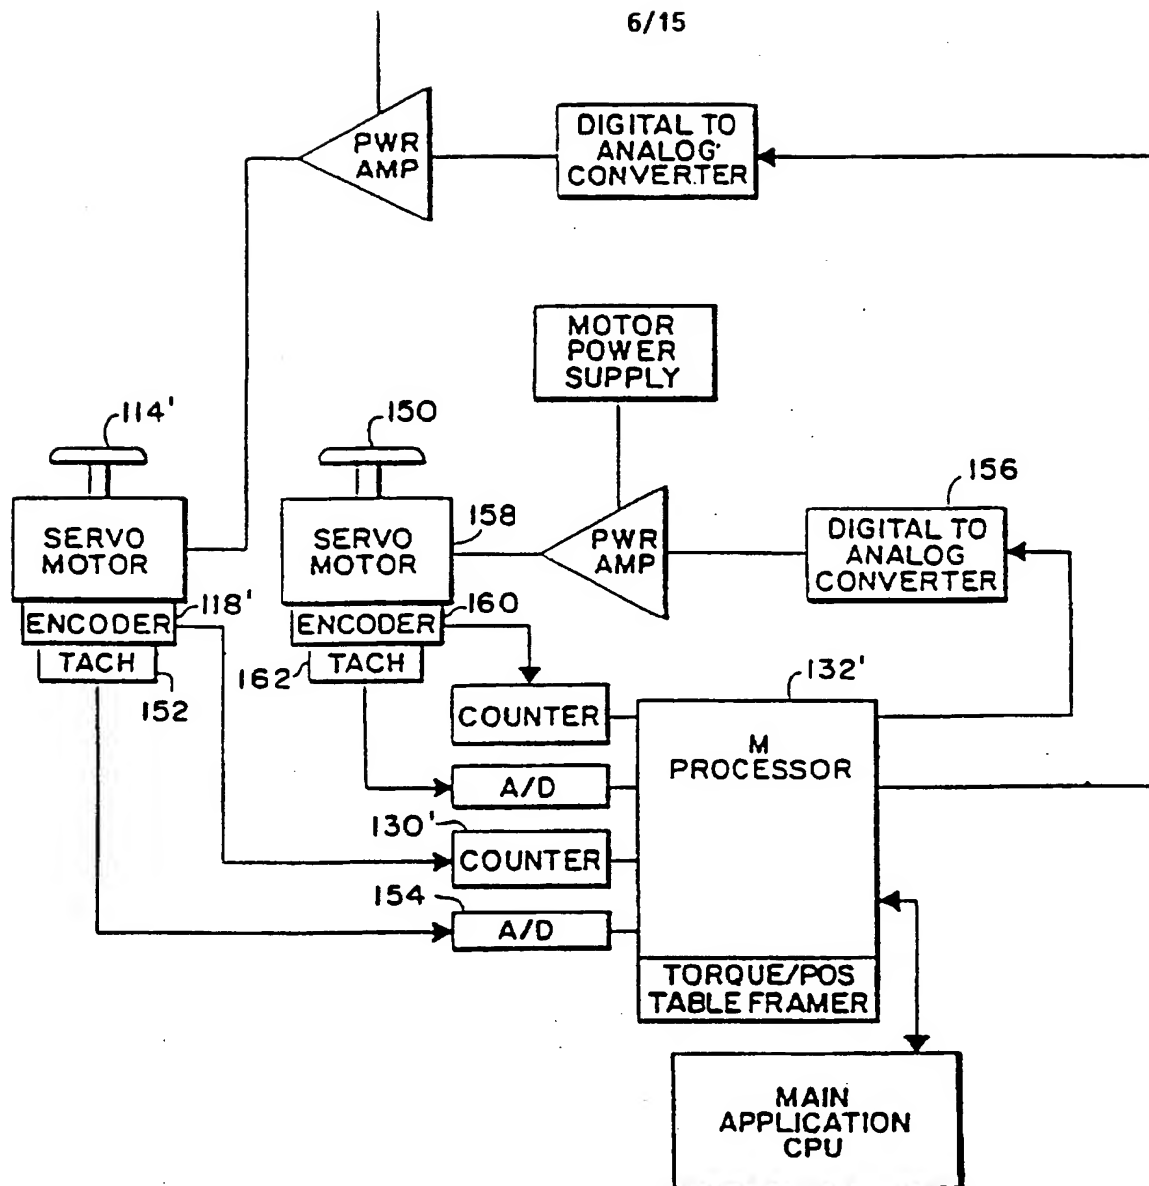 6/15
PWR
AMP
DIGITAL TO
ANALOG
CONVERTER
MOTOR
POWER
SUPPLY
114'
150
156
SERVO
MOTOR
SERVO
MOTOR
158
PWR
AMP
DIGITAL TO
ANALOG
CONVERTER
ENCODER
118'
ENCODER
160
TACH
152
162
TACH
132'
COUNTER
M
PROCESSOR
A/D
130'
COUNTER
154
A/D
TORQUE/POS
TABLE FRAMER
MAIN
APPLICATION
CPU